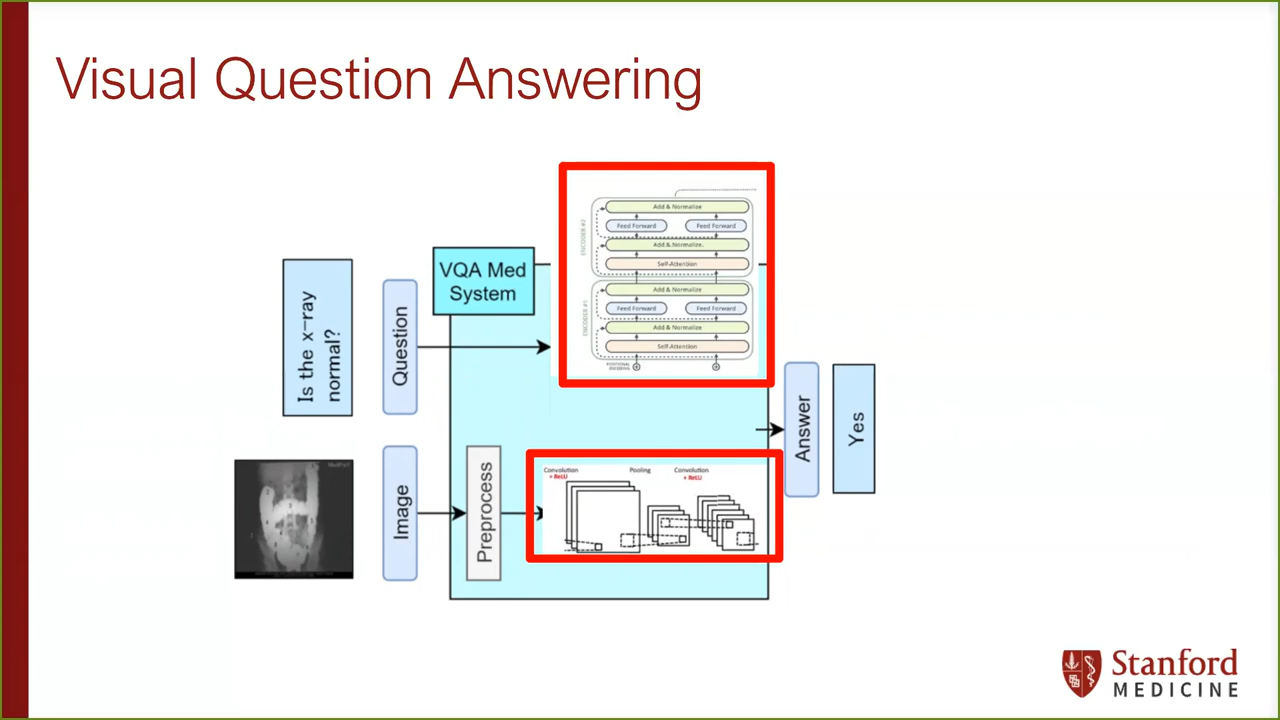 Visual Question Answering
Add & Normalize
Feed Forward
Feed Forward
Add & Normalize.
Self-Attention
ENCODER #2
Add & Normalize
Feed Forward
Feed Forward
Add & Normalize
Self-Attention
ENCODER #1
POSITIONAL
ENCODING
VQA Med
System
Is the x-ray
normal?
Question
Image
Preprocess
Convolution
+ ReLU
Pooling
Convolution
+ ReLU
Answer
Yes
Stanford
MEDICINE